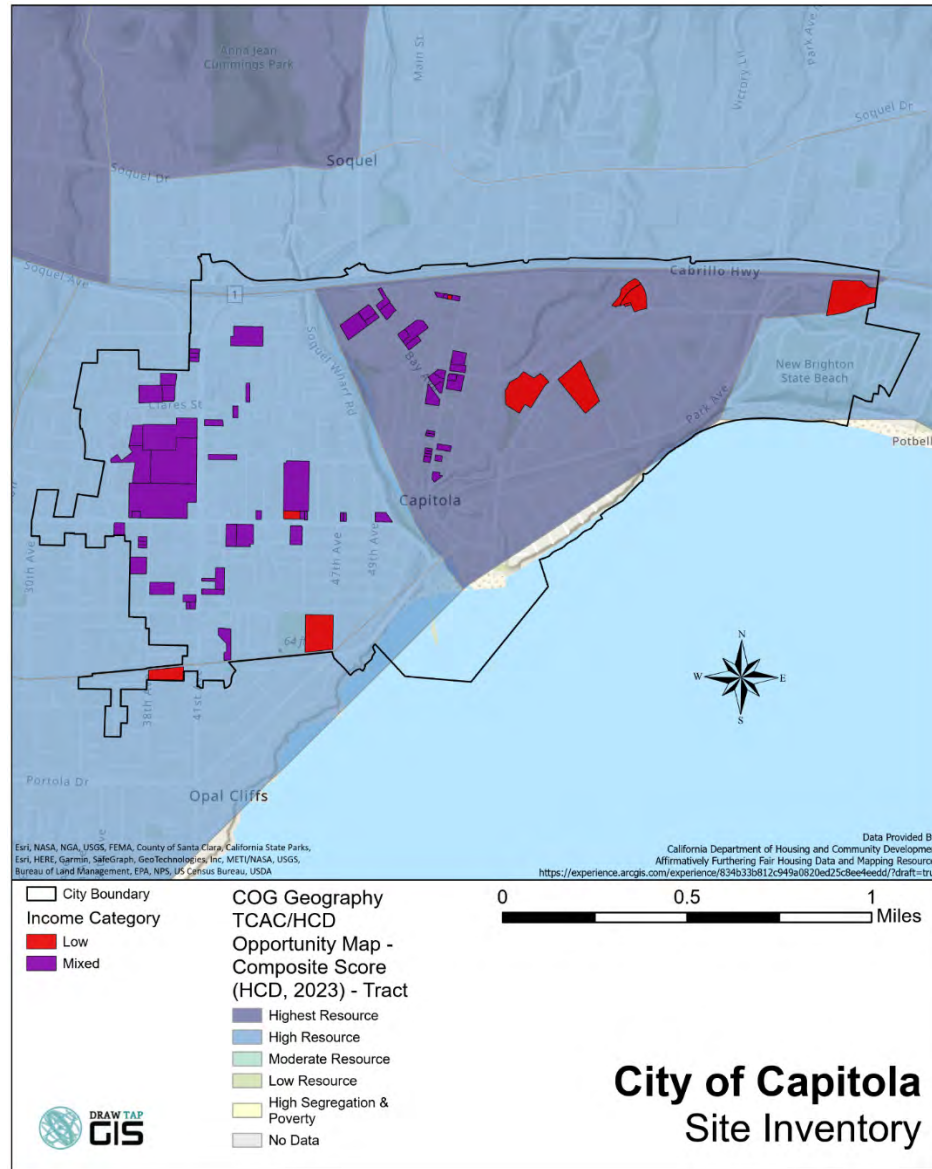 Anna Jean
Cummings Park
Main St
Victory Ln
Park Ave
Soquel Dr
Soquel
Soquel Dr
Soquel Ave
1
Cabrillo Hwy
Soquel Wharf Rd
Bay Ave
New Brighton
State Beach
Clares St
Park Ave
Potbell
Capitola
30th Ave
47th Ave
49th Ave
64 ft
38th Ave
41st
N
W
E
S
Portola Dr
Opal Cliffs
Esri, NASA, NGA, USGS, FEMA, County of Santa Clara, California State Parks,
Esri, HERE, Garmin, SafeGraph, GeoTechnologies, Inc, METI/NASA, USGS,
Bureau of Land Management, EPA, NPS, US Census Bureau, USDA
Data Provided B
California Department of Housing and Community Developme
Affirmatively Furthering Fair Housing Data and Mapping Resourc
https://experience.arcgis.com/experience/834b33b812c949a0820ed25c8ee4eedd/?draft=tru
City Boundary
Income Category
Low
Mixed
COG Geography
TCAC/HCD
Opportunity Map -
Composite Score
(HCD, 2023) - Tract
Highest Resource
High Resource
Moderate Resource
Low Resource
High Segregation &
Poverty
No Data
0 0.5 1
Miles
DRAW TAP
GIS
City of Capitola
Site Inventory